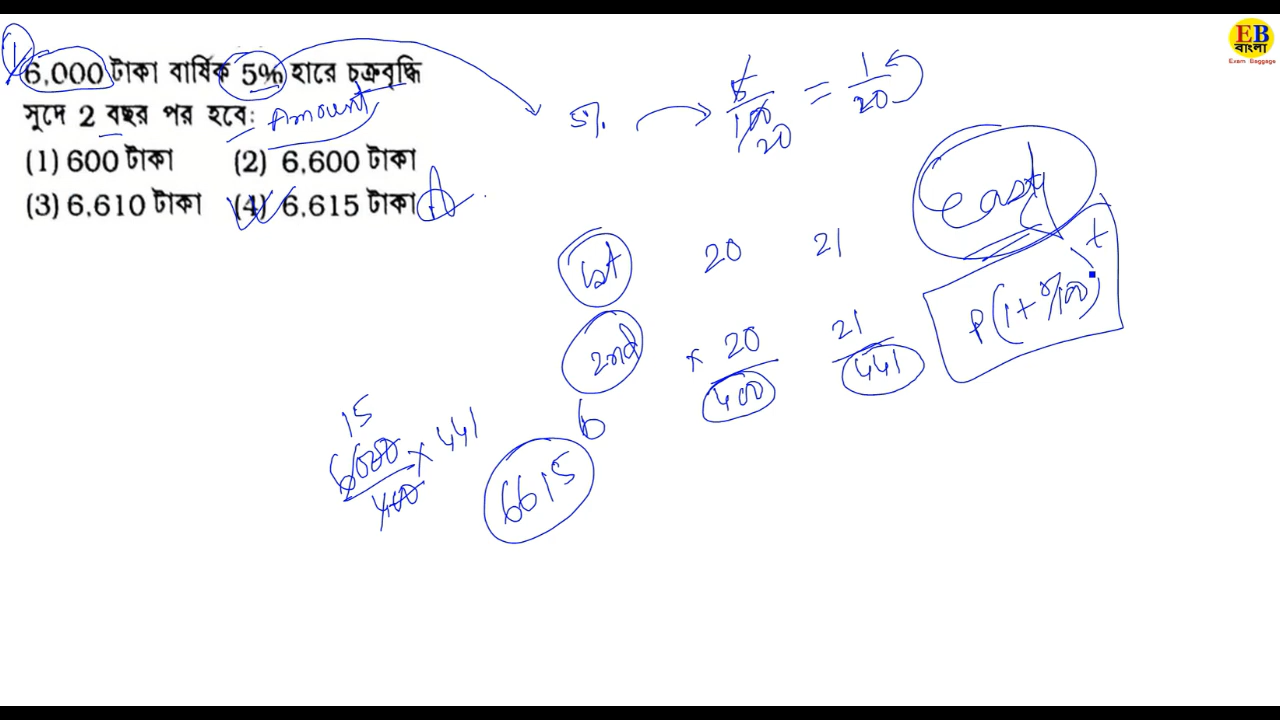 EB
বাংলা
Exam Baggage
6,000 টাকা বার্ষিক 5% হারে চক্রবৃদ্ধি
সুদে 2 বছর পর হবে: Amount
(1) 600 টাকা (2) 6,600 টাকা
(3) 6.610 টাকা (4) 6.615 টাকা
5% 5/100 = 1/20
20
easy
1st 20 21
2nd × 20 21
400 441
P(1+r/100)^t
15
6000/400 × 441
6615